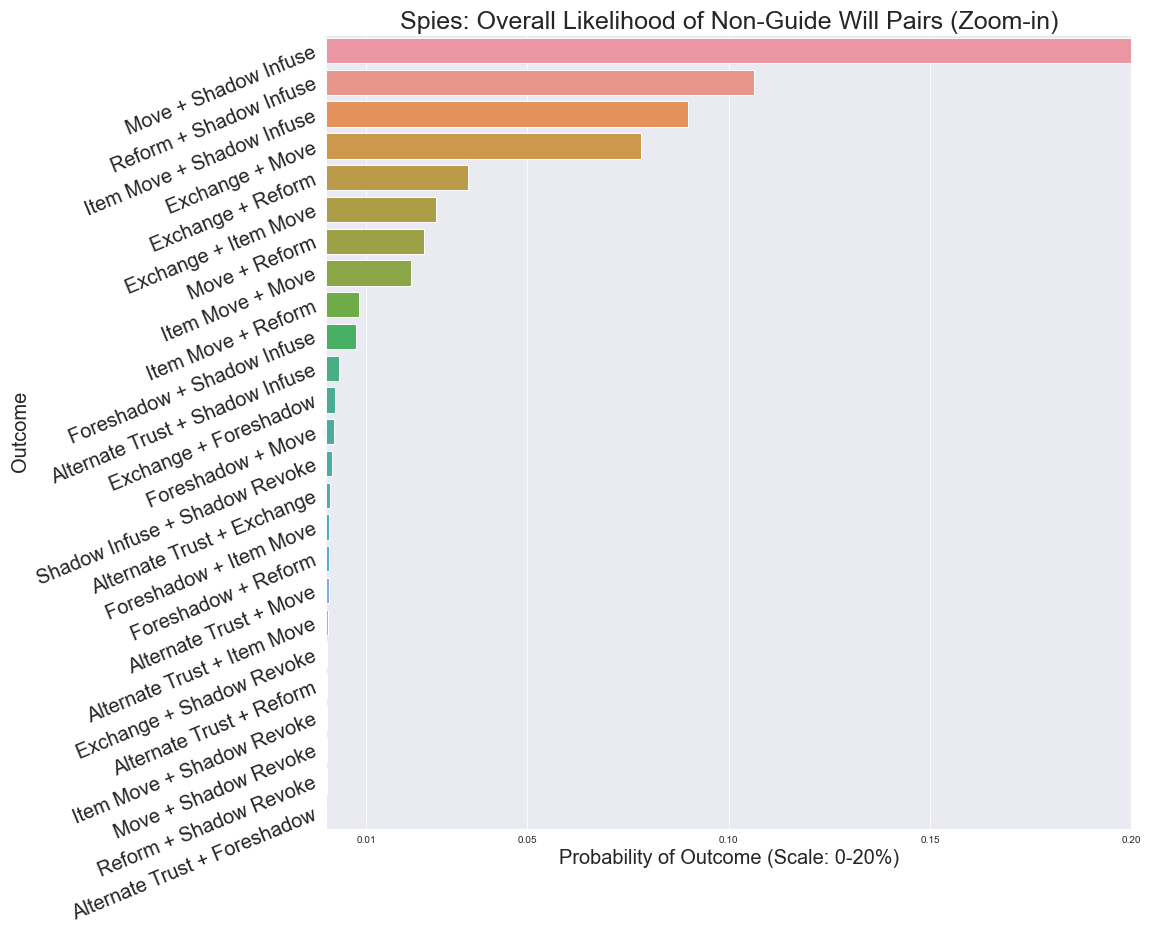 Spies: Overall Likelihood of Non-Guide Will Pairs (Zoom-in)
Outcome
Move + Shadow Infuse
Reform + Shadow Infuse
Item Move + Shadow Infuse
Exchange + Move
Exchange + Reform
Exchange + Item Move
Move + Reform
Item Move + Move
Item Move + Reform
Foreshadow + Shadow Infuse
Alternate Trust + Shadow Infuse
Exchange + Foreshadow
Foreshadow + Move
Shadow Infuse + Shadow Revoke
Alternate Trust + Exchange
Foreshadow + Item Move
Foreshadow + Reform
Alternate Trust + Move
Alternate Trust + Item Move
Exchange + Shadow Revoke
Alternate Trust + Reform
Item Move + Shadow Revoke
Move + Shadow Revoke
Reform + Shadow Revoke
Alternate Trust + Foreshadow
0.01 0.05 0.10 0.15 0.20
Probability of Outcome (Scale: 0-20%)